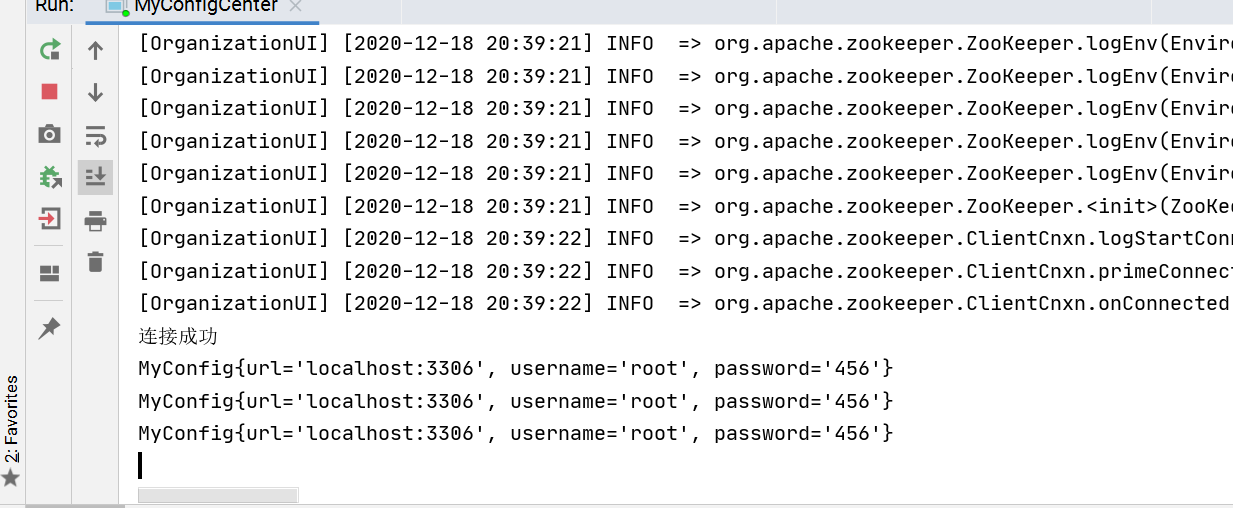 Run: MyConfigCenter
[OrganizationUI] [2020-12-18 20:39:21] INFO  => org.apache.zookeeper.ZooKeeper.logEnv(Enviro
[OrganizationUI] [2020-12-18 20:39:21] INFO  => org.apache.zookeeper.ZooKeeper.logEnv(Enviro
[OrganizationUI] [2020-12-18 20:39:21] INFO  => org.apache.zookeeper.ZooKeeper.logEnv(Enviro
[OrganizationUI] [2020-12-18 20:39:21] INFO  => org.apache.zookeeper.ZooKeeper.logEnv(Enviro
[OrganizationUI] [2020-12-18 20:39:21] INFO  => org.apache.zookeeper.ZooKeeper.logEnv(Enviro
[OrganizationUI] [2020-12-18 20:39:21] INFO  => org.apache.zookeeper.ZooKeeper.<init>(ZooKee
[OrganizationUI] [2020-12-18 20:39:22] INFO  => org.apache.zookeeper.ClientCnxn.logStartConn
[OrganizationUI] [2020-12-18 20:39:22] INFO  => org.apache.zookeeper.ClientCnxn.primeConnect
[OrganizationUI] [2020-12-18 20:39:22] INFO  => org.apache.zookeeper.ClientCnxn.onConnected
连接成功
MyConfig{url='localhost:3306', username='root', password='456'}
MyConfig{url='localhost:3306', username='root', password='456'}
MyConfig{url='localhost:3306', username='root', password='456'}
2: Favorites